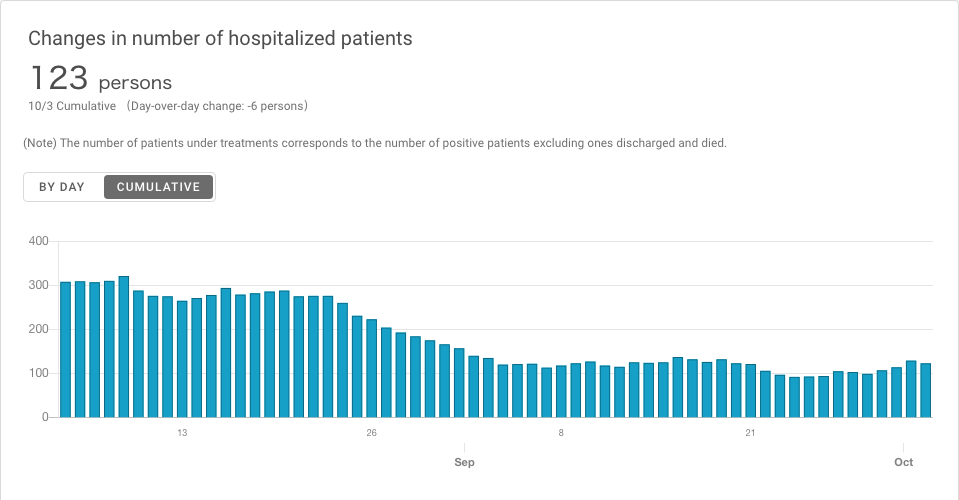 Changes in number of hospitalized patients
123 persons
10/3 Cumulative （Day-over-day change: -6 persons）
(Note) The number of patients under treatments corresponds to the number of positive patients excluding ones discharged and died.
BY DAY CUMULATIVE
400
300
200
100
0
13 26 8 21
Sep Oct